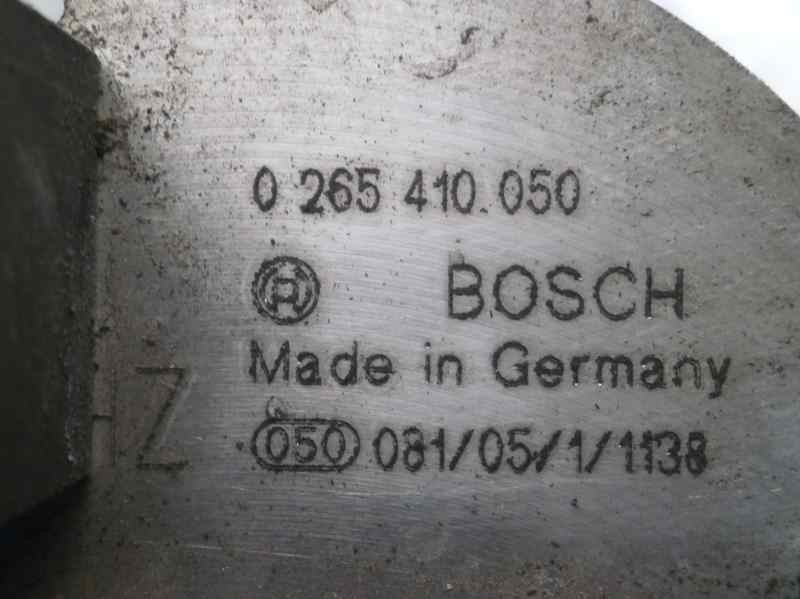 0 265 410 050
BOSCH
Made in Germany
Z
050 081/05/1/1138